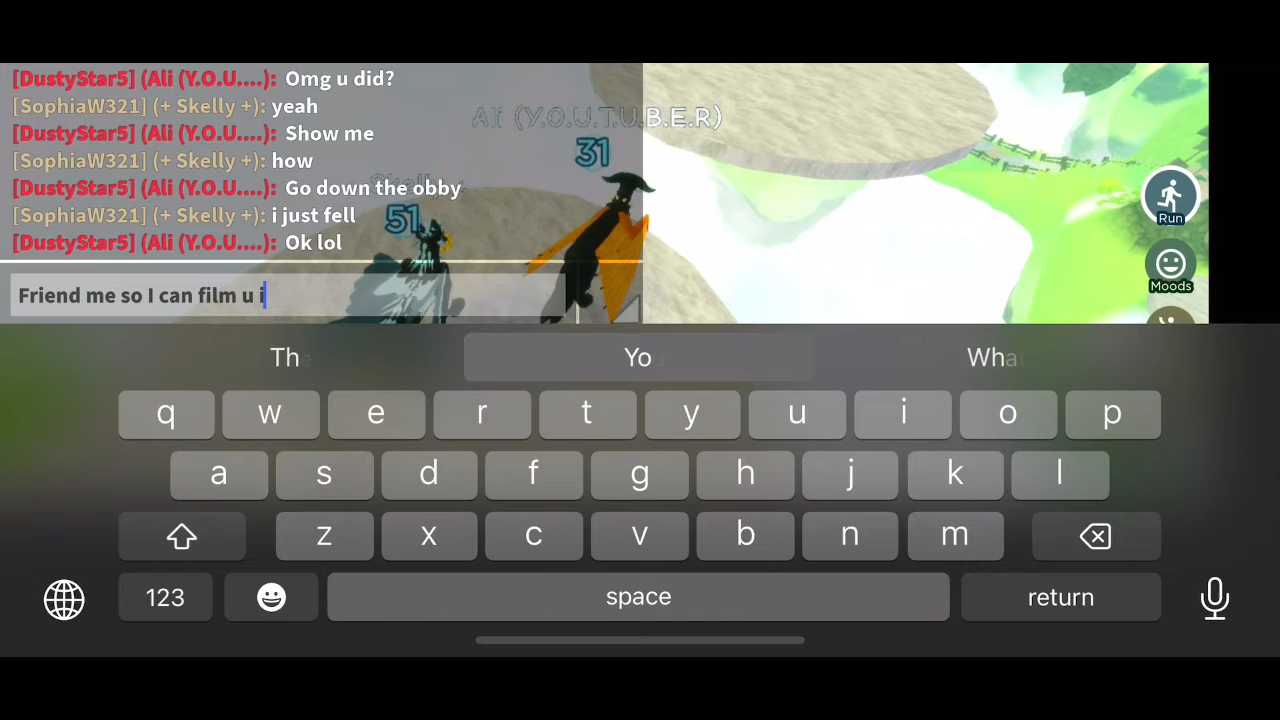 [DustyStar5] (Ali (Y.O.U....): Omg u did?
[SophiaW321] (+ Skelly +): yeah
[DustyStar5] (Ali (Y.O.U....): Show me
[SophiaW321] (+ Skelly +): how
[DustyStar5] (Ali (Y.O.U....): Go down the obby
[SophiaW321] (+ Skelly +): i just fell
[DustyStar5] (Ali (Y.O.U....): Ok lol
Ali (Y.O.U.T.U.B.E.R)
31
51
Run
Moods
Friend me so I can film u i
The Yo Wha
q w e r t y u i o p
a s d f g h j k l
z x c v b n m
123 space return